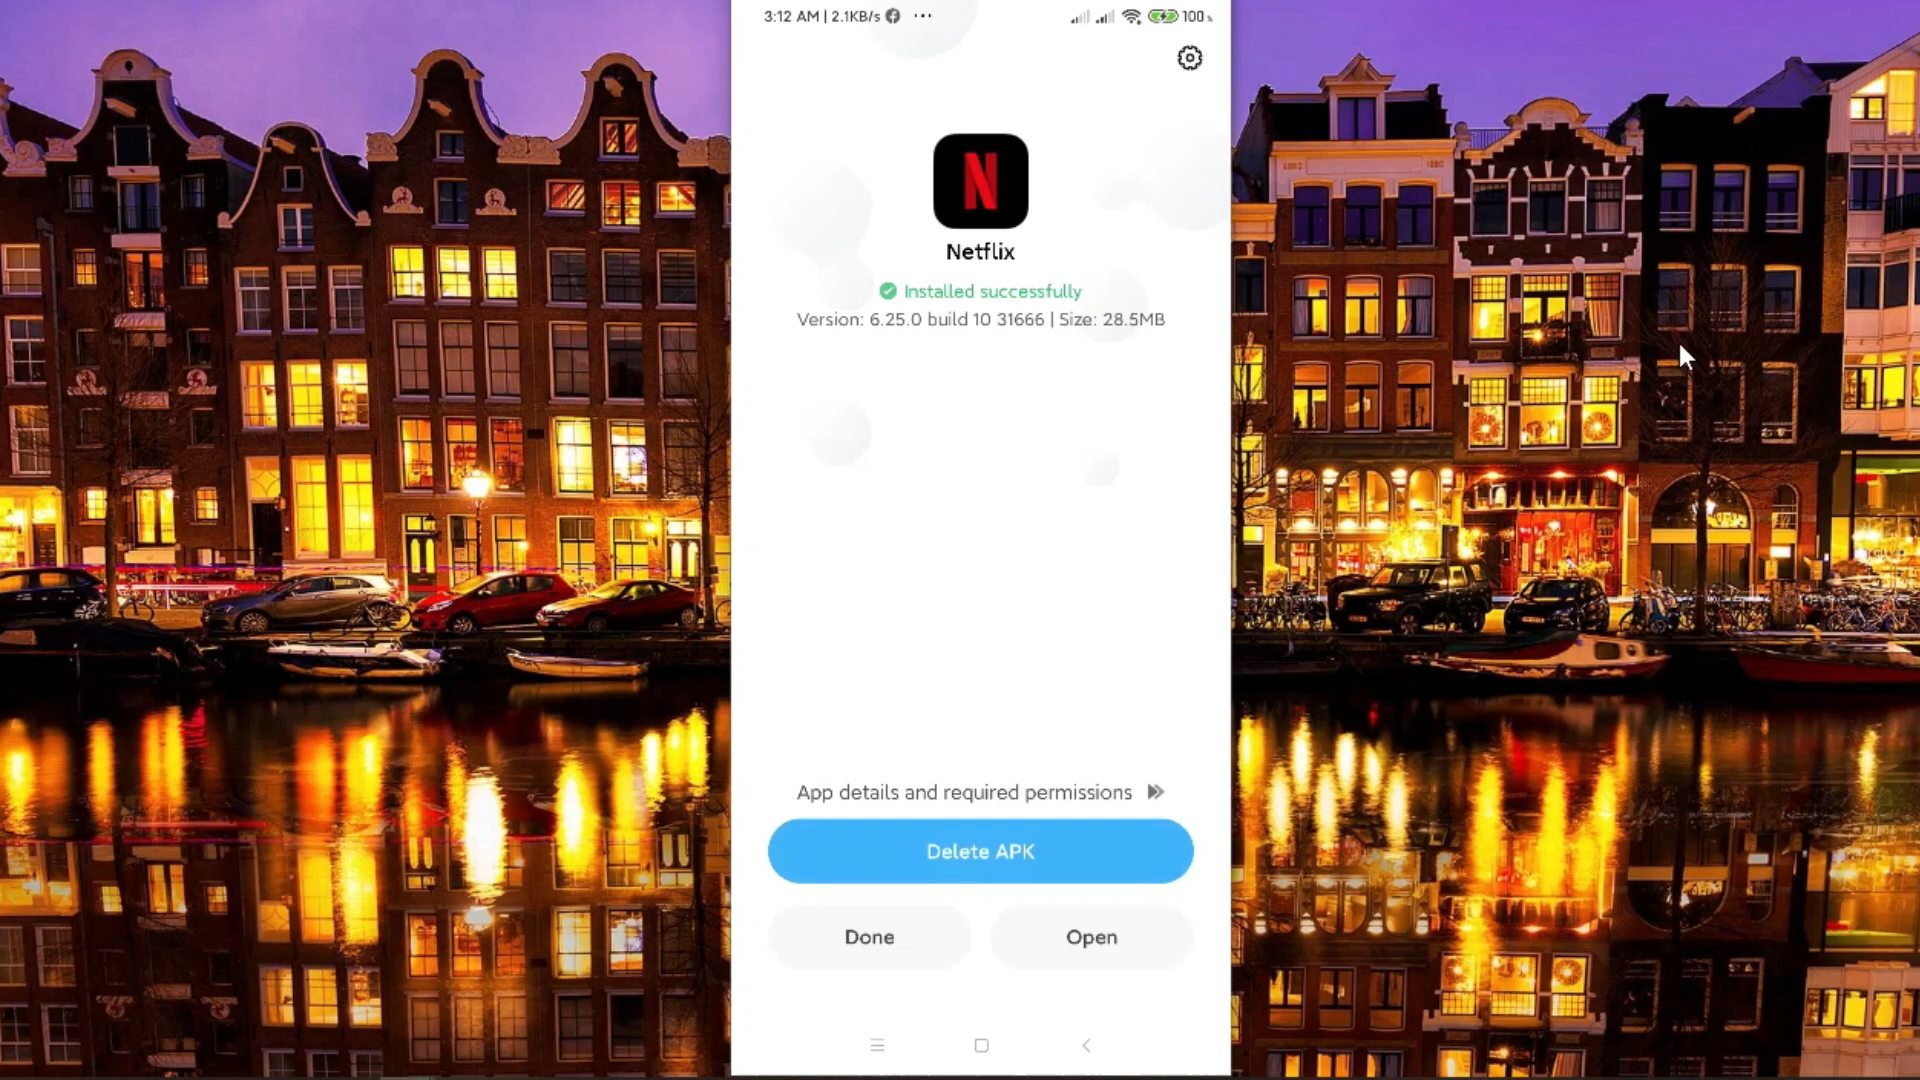 3:12 AM | 2.1KB/s ...
100
N
Netflix
Installed successfully
Version: 6.25.0 build 10 31666 | Size: 28.5MB
App details and required permissions
Delete APK
Done
Open